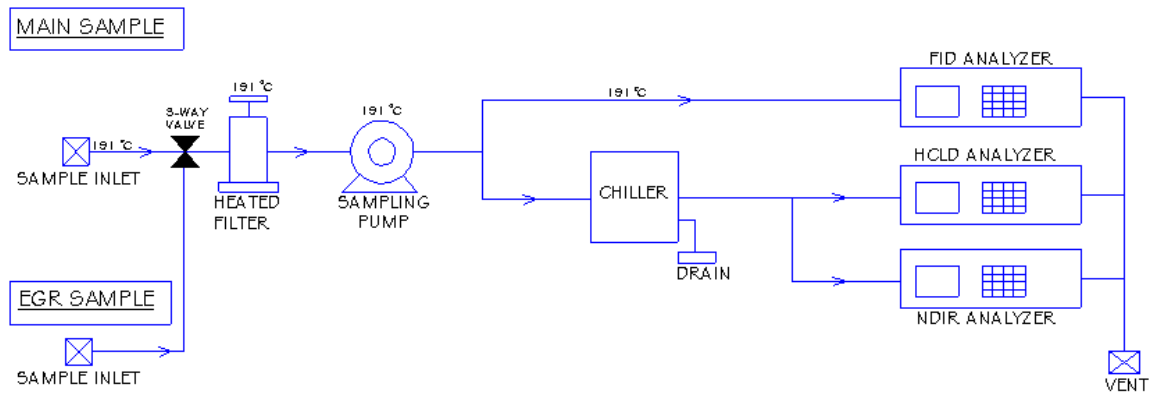 MAIN SAMPLE
FID ANALYZER
191 °C
191 °C
191 °C
3-WAY
VALVE
191 °C
SAMPLE INLET
HEATED
FILTER
SAMPLING
PUMP
CHILLER
HCLD ANALYZER
DRAIN
EGR SAMPLE
NDIR ANALYZER
SAMPLE INLET
VENT